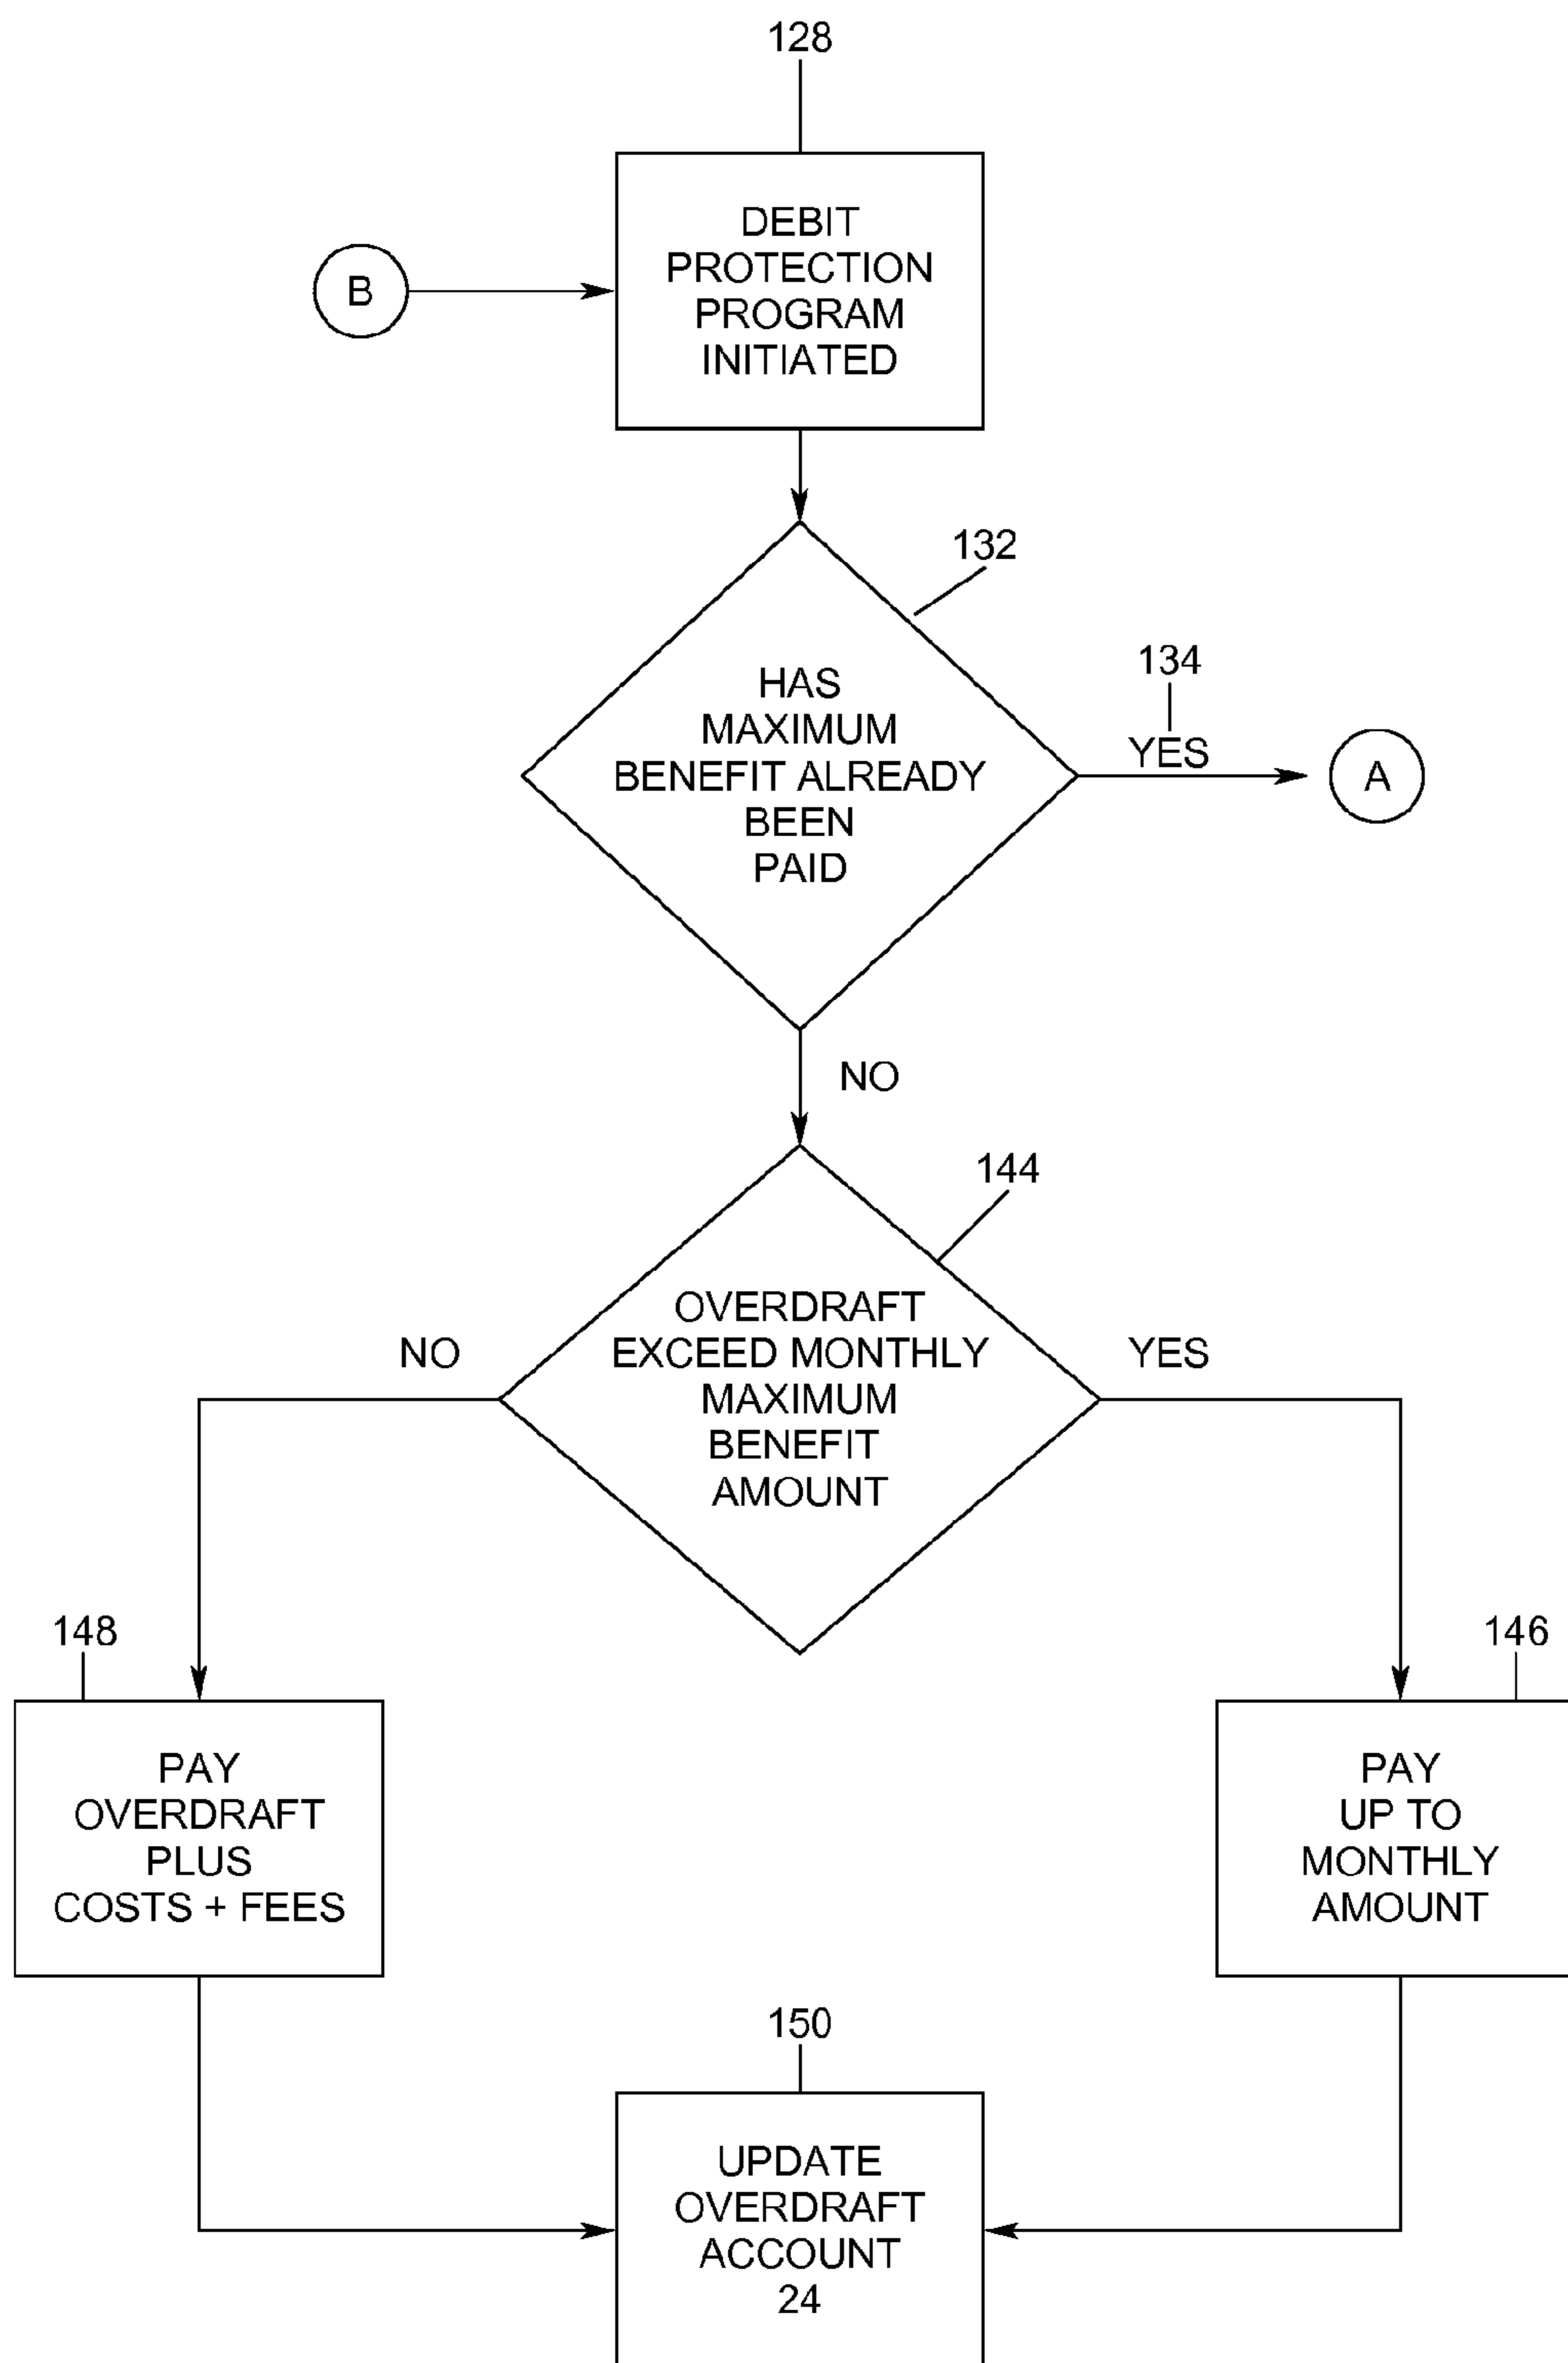 128
DEBIT
PROTECTION
PROGRAM
INITIATED
B
132
HAS
MAXIMUM
BENEFIT ALREADY
BEEN
PAID
134
YES
A
NO
144
OVERDRAFT
EXCEED MONTHLY
MAXIMUM
BENEFIT
AMOUNT
NO
YES
148
PAY
OVERDRAFT
PLUS
COSTS + FEES
146
PAY
UP TO
MONTHLY
AMOUNT
150
UPDATE
OVERDRAFT
ACCOUNT
24